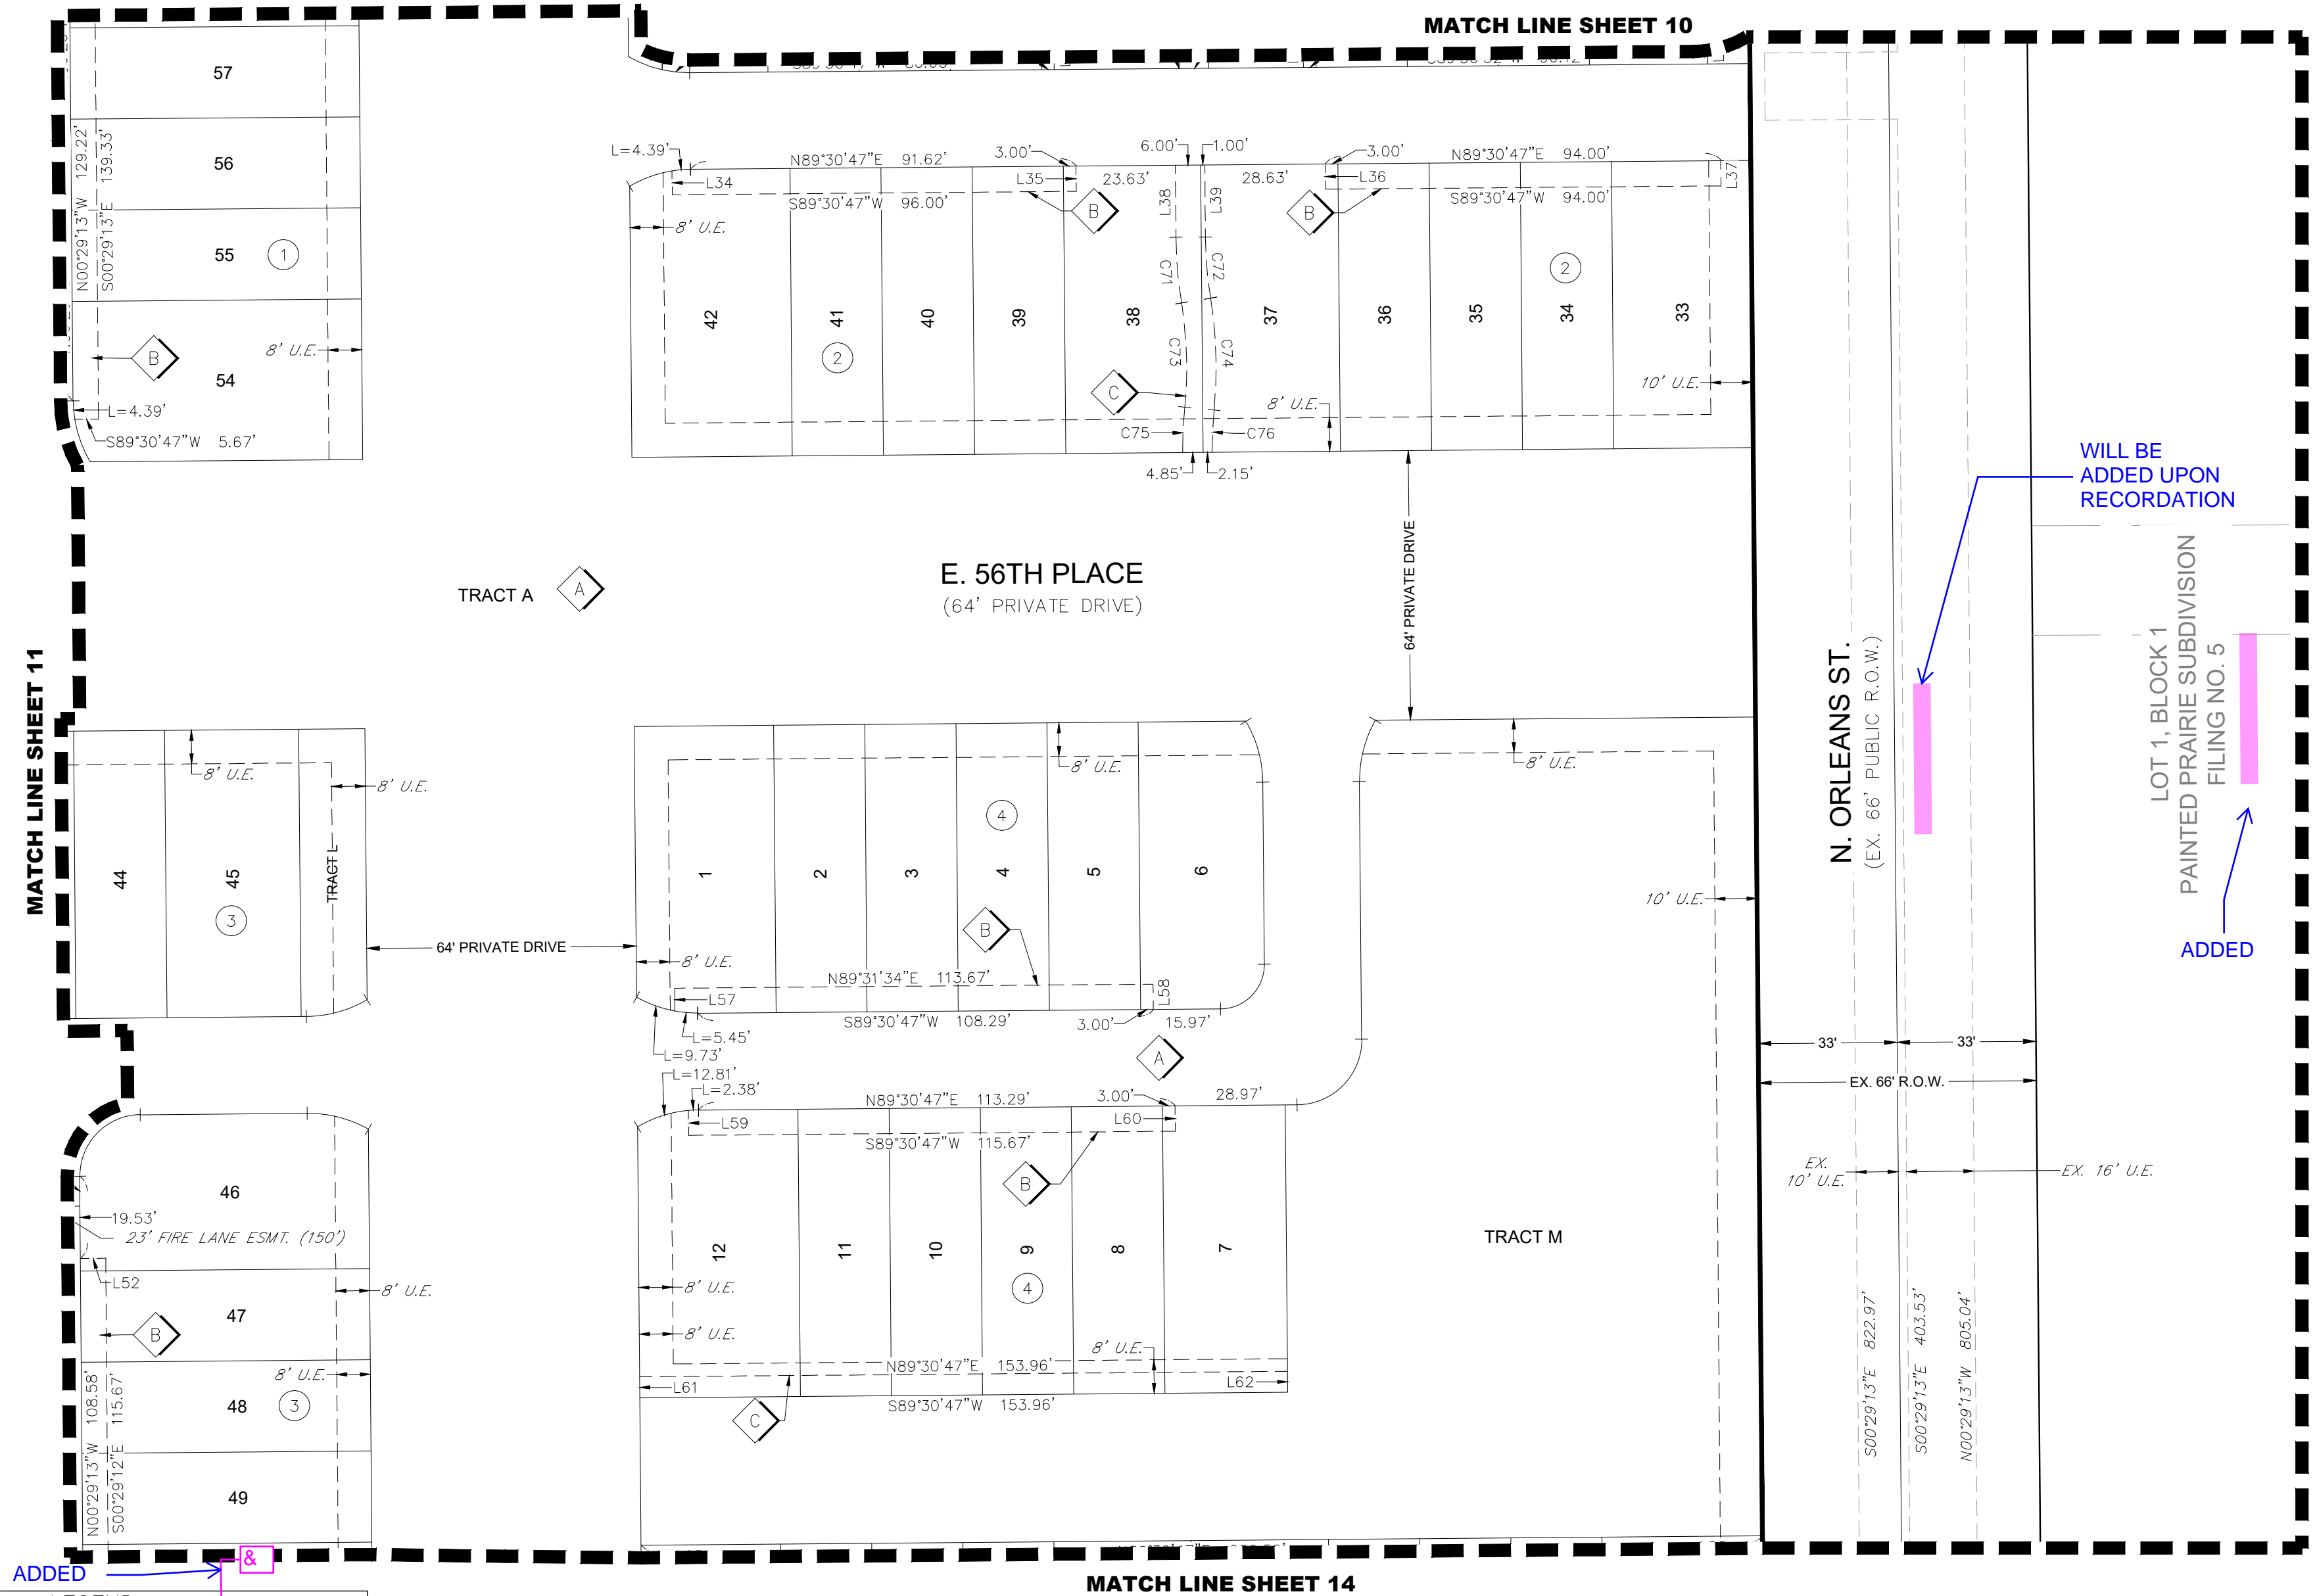 MATCH LINE SHEET 10
57
56
55
1
54
N00°29'13"W 129.22'
S00°29'13"E 139.33'
B
8' U.E.
L=4.39'
S89°30'47"W 5.67'
L=4.39'
N89°30'47"E 91.62'
3.00'
6.00'
1.00'
3.00'
N89°30'47"E 94.00'
L34
L35
23.63'
L38
L39
28.63'
L36
L37
S89°30'47"W 96.00'
B
B
S89°30'47"W 94.00'
8' U.E.
C71
C72
2
42
41
40
39
38
37
36
35
34
33
2
C73
C74
C
8' U.E.
10' U.E.
C75
C76
4.85'
2.15'
WILL BE
ADDED UPON
RECORDATION
TRACT A
A
E. 56TH PLACE
(64' PRIVATE DRIVE)
64' PRIVATE DRIVE
N. ORLEANS ST.
(EX. 66' PUBLIC R.O.W.)
LOT 1, BLOCK 1
PAINTED PRAIRIE SUBDIVISION
FILING NO. 5
ADDED
MATCH LINE SHEET 11
8' U.E.
8' U.E.
44
45
TRACT L
3
64' PRIVATE DRIVE
8' U.E.
8' U.E.
4
1
2
3
4
5
6
B
8' U.E.
N89°31'34"E 113.67'
L57
L58
S89°30'47"W 108.29'
3.00'
15.97'
L=5.45'
L=9.73'
A
10' U.E.
33'
33'
EX. 66' R.O.W.
L=12.81'
L=2.38'
N89°30'47"E 113.29'
3.00'
28.97'
L59
L60
S89°30'47"W 115.67'
B
46
19.53'
23' FIRE LANE ESMT. (150')
L52
8' U.E.
47
B
8' U.E.
48
3
49
N00°29'13"W 108.58'
S00°29'12"E 115.67'
12
11
10
9
8
7
4
8' U.E.
8' U.E.
8' U.E.
N89°30'47"E 153.96'
L61
L62
S89°30'47"W 153.96'
C
TRACT M
EX.
10' U.E.
EX. 16' U.E.
S00°29'13"E 822.97'
S00°29'13"E 403.53'
N00°29'13"W 805.04'
&
ADDED
MATCH LINE SHEET 14